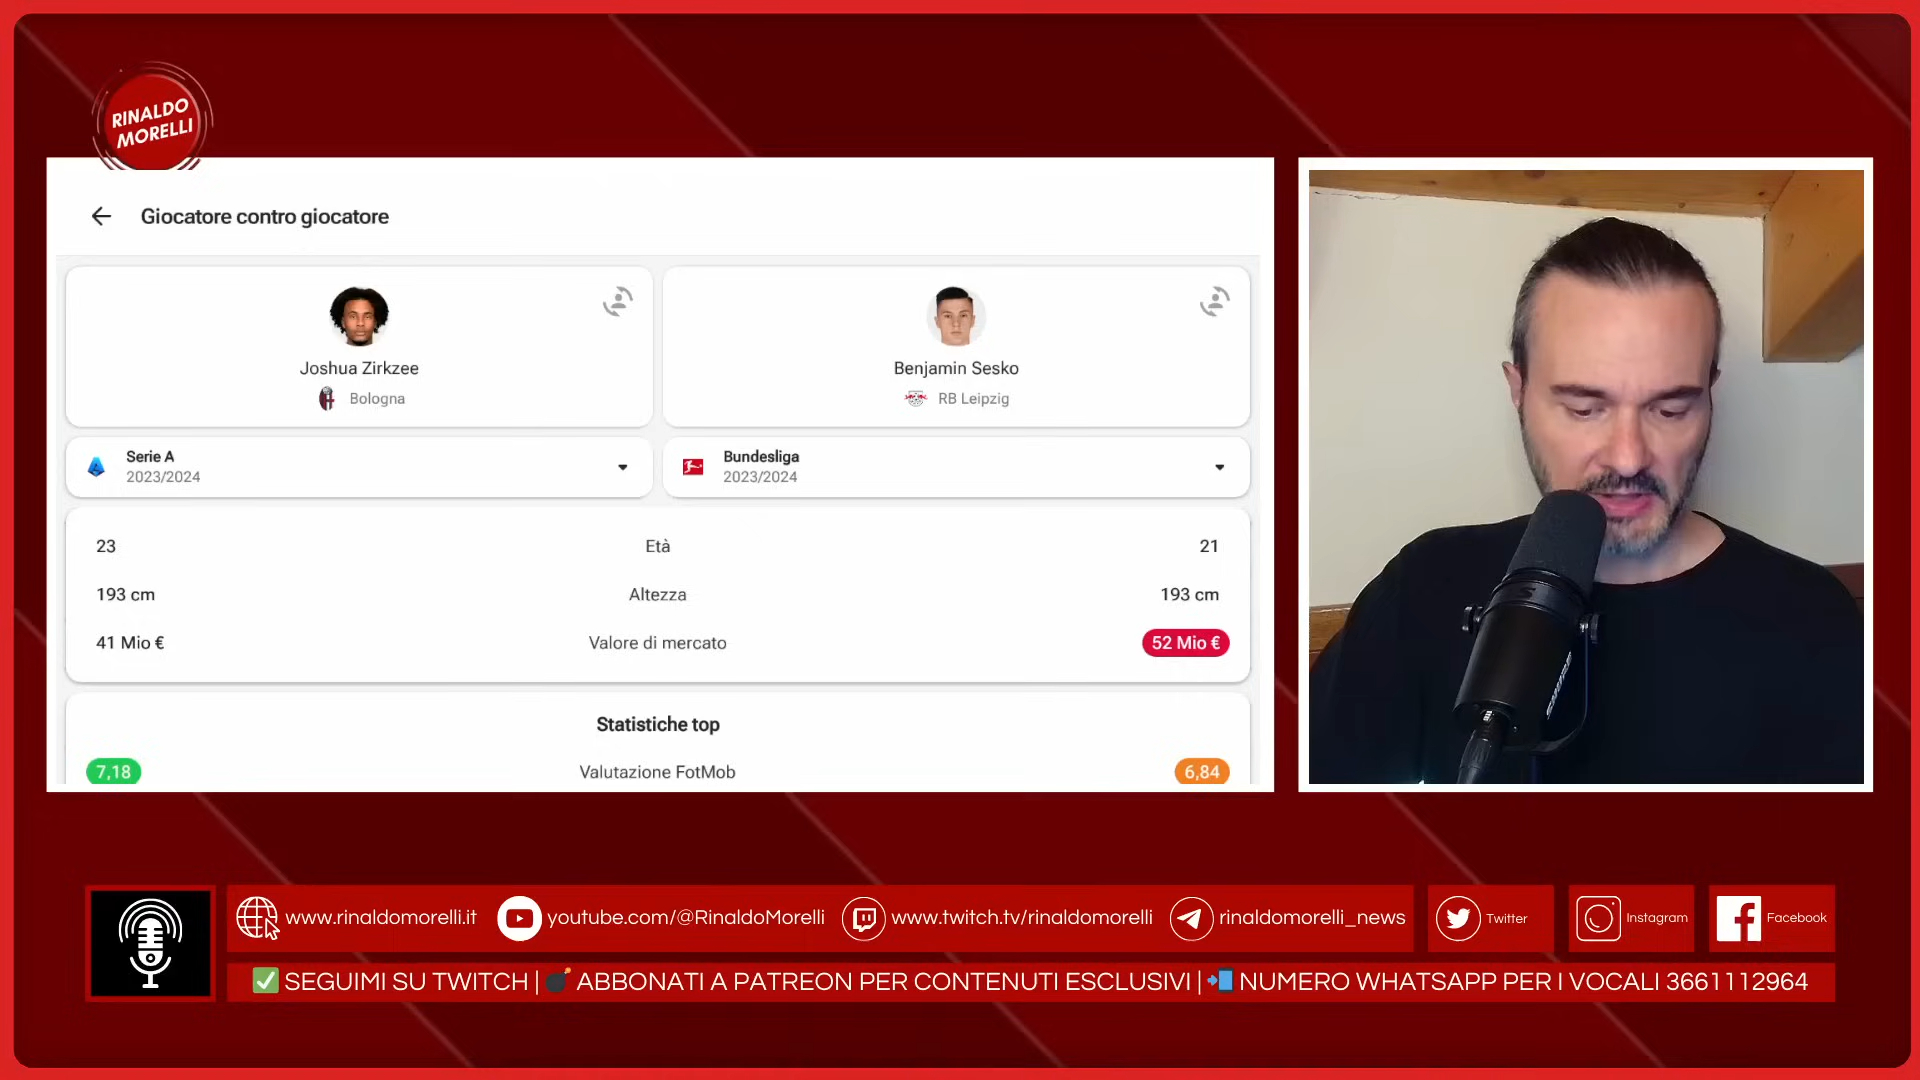 RINALDO
MORELLI
Giocatore contro giocatore
Joshua Zirkzee
Bologna
Benjamin Sesko
RB Leipzig
Serie A
2023/2024
Bundesliga
2023/2024
23 Età 21
193 cm Altezza 193 cm
41 Mio € Valore di mercato 52 Mio €
Statistiche top
7,18 Valutazione FotMob 6,84
www.rinaldomorelli.it youtube.com/@RinaldoMorelli www.twitch.tv/rinaldomorelli rinaldomorelli_news Twitter Instagram Facebook
✅ SEGUIMI SU TWITCH | 💣 ABBONATI A PATREON PER CONTENUTI ESCLUSIVI | 📲 NUMERO WHATSAPP PER I VOCALI 3661112964